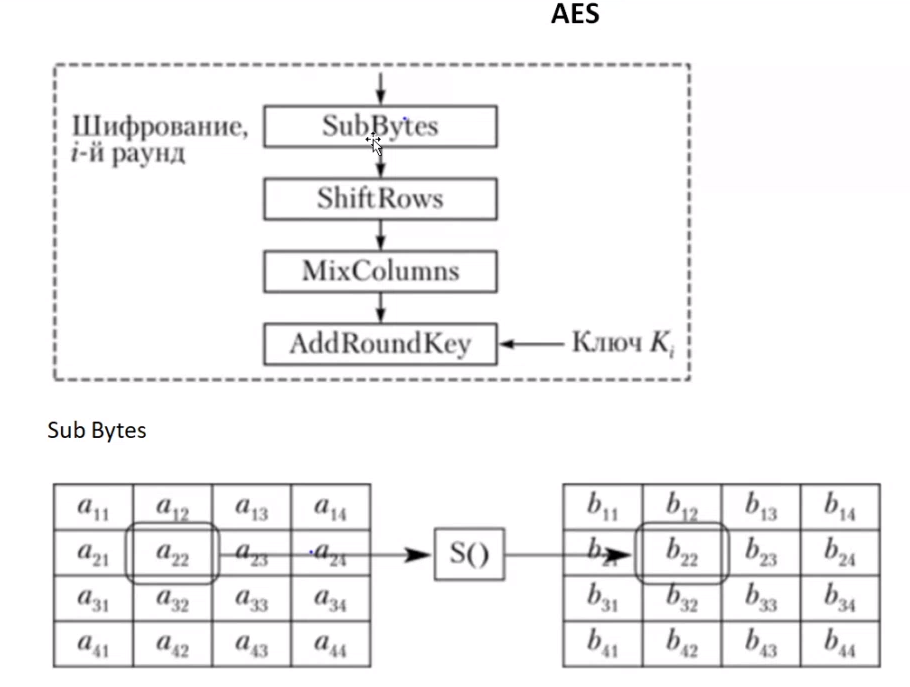 AES
Шифрование,
i-й раунд
SubBytes
ShiftRows
MixColumns
AddRoundKey
Ключ Ki
Sub Bytes
a11 a12 a13 a14
a21 a22 a23 a24
a31 a32 a33 a34
a41 a42 a43 a44
S()
b11 b12 b13 b14
b21 b22 b23 b24
b31 b32 b33 b34
b41 b42 b43 b44